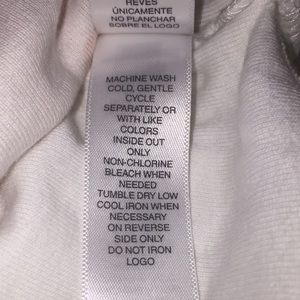 REVÉS
ÚNICAMENTE
NO PLANCHAR
SOBRE EL LOGO
MACHINE WASH
COLD, GENTLE
CYCLE
SEPARATELY OR
WITH LIKE
COLORS
INSIDE OUT
ONLY
NON-CHLORINE
BLEACH WHEN
NEEDED
TUMBLE DRY LOW
COOL IRON WHEN
NECESSARY
ON REVERSE
SIDE ONLY
DO NOT IRON
LOGO